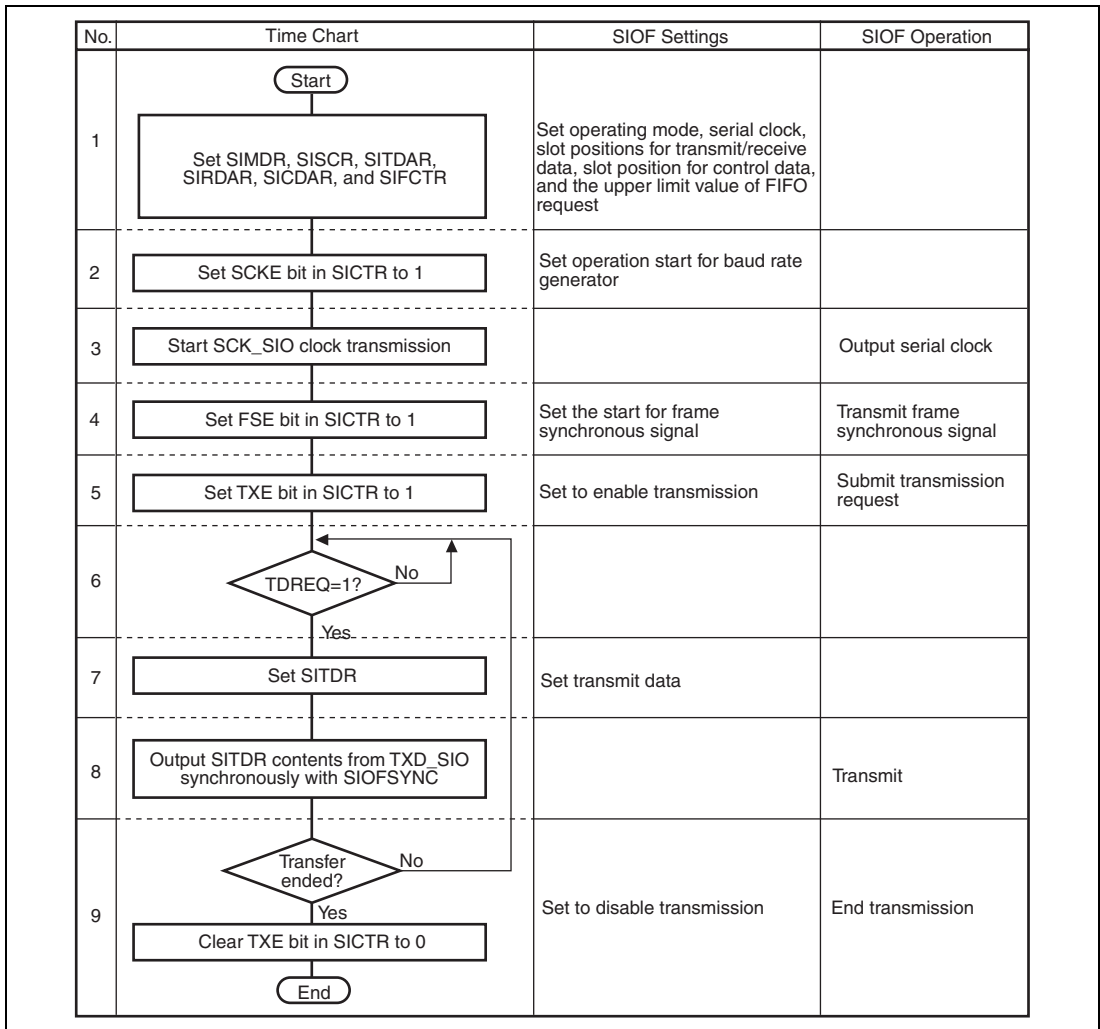 No. Time Chart SIOF Settings SIOF Operation
Start
1
Set SIMDR, SISCR, SITDAR,
SIRDAR, SICDAR, and SIFCTR
Set operating mode, serial clock,
slot positions for transmit/receive
data, slot position for control data,
and the upper limit value of FIFO
request
2
Set SCKE bit in SICTR to 1
Set operation start for baud rate
generator
3
Start SCK_SIO clock transmission
Output serial clock
4
Set FSE bit in SICTR to 1
Set the start for frame
synchronous signal
Transmit frame
synchronous signal
5
Set TXE bit in SICTR to 1
Set to enable transmission
Submit transmission
request
6
TDREQ=1?
No
Yes
7
Set SITDR
Set transmit data
8
Output SITDR contents from TXD_SIO
synchronously with SIOFSYNC
Transmit
9
Transfer
ended?
No
Yes
Clear TXE bit in SICTR to 0
Set to disable transmission
End transmission
End